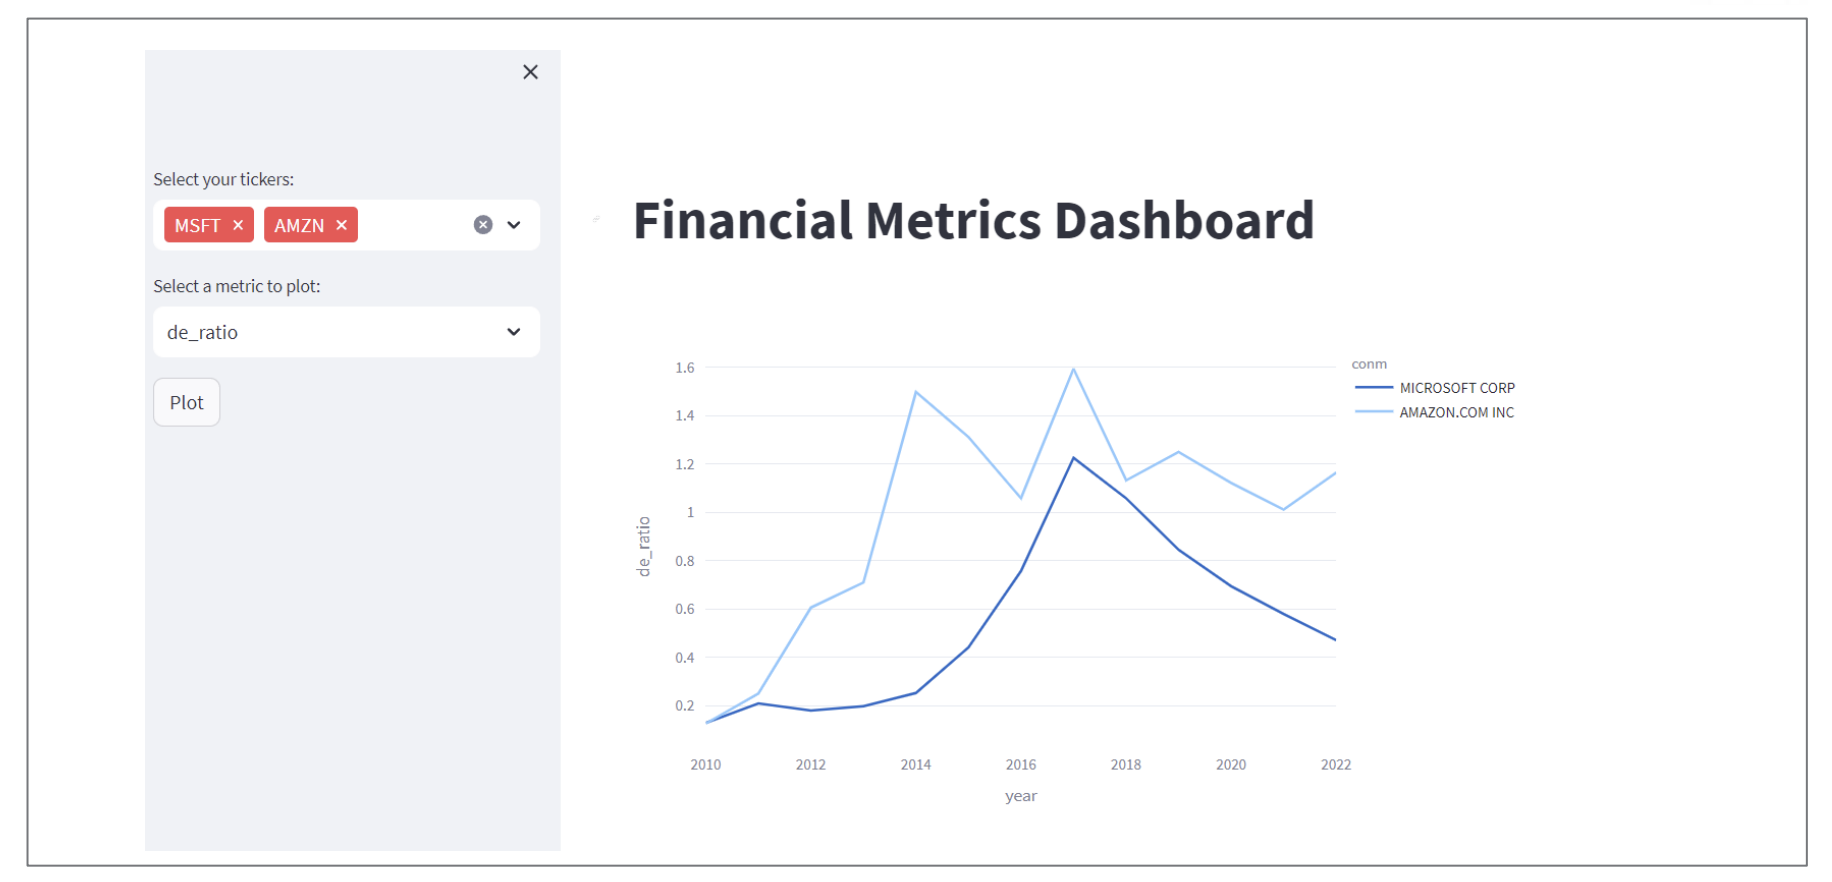 Select your tickers:
MSFT × AMZN ×
Select a metric to plot:
de_ratio
Plot
Financial Metrics Dashboard
conm
MICROSOFT CORP
AMAZON.COM INC
de_ratio
1.6
1.4
1.2
1
0.8
0.6
0.4
0.2
2010 2012 2014 2016 2018 2020 2022
year